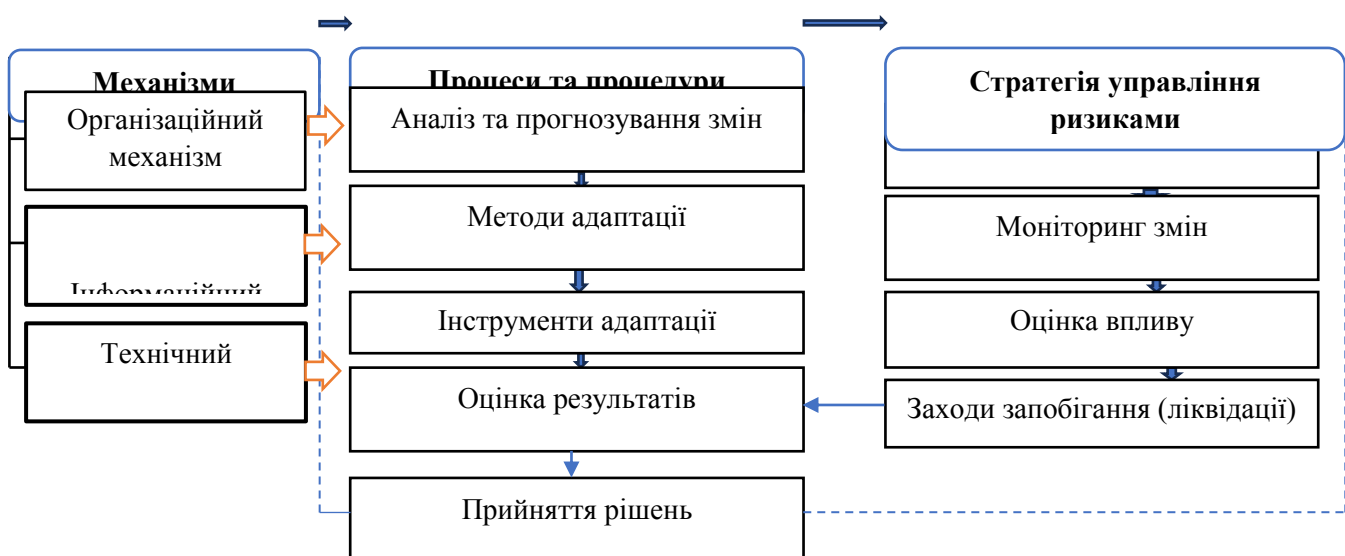 Механізми
Організаційний
механізм
Інформаційний
Технічний
Процеси та процедури
Аналіз та прогнозування змін
Методи адаптації
Інструменти адаптації
Оцінка результатів
Прийняття рішень
Стратегія управління
ризиками
Моніторинг змін
Оцінка впливу
Заходи запобігання (ліквідації)